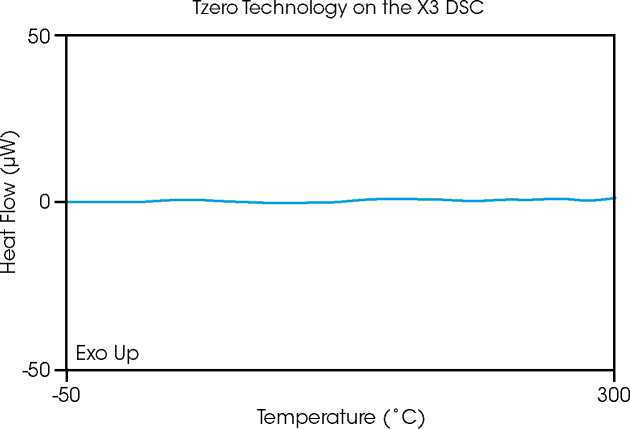 Tzero Technology on the X3 DSC
50
0
-50
Heat Flow (µW)
Exo Up
-50
300
Temperature (˚C)